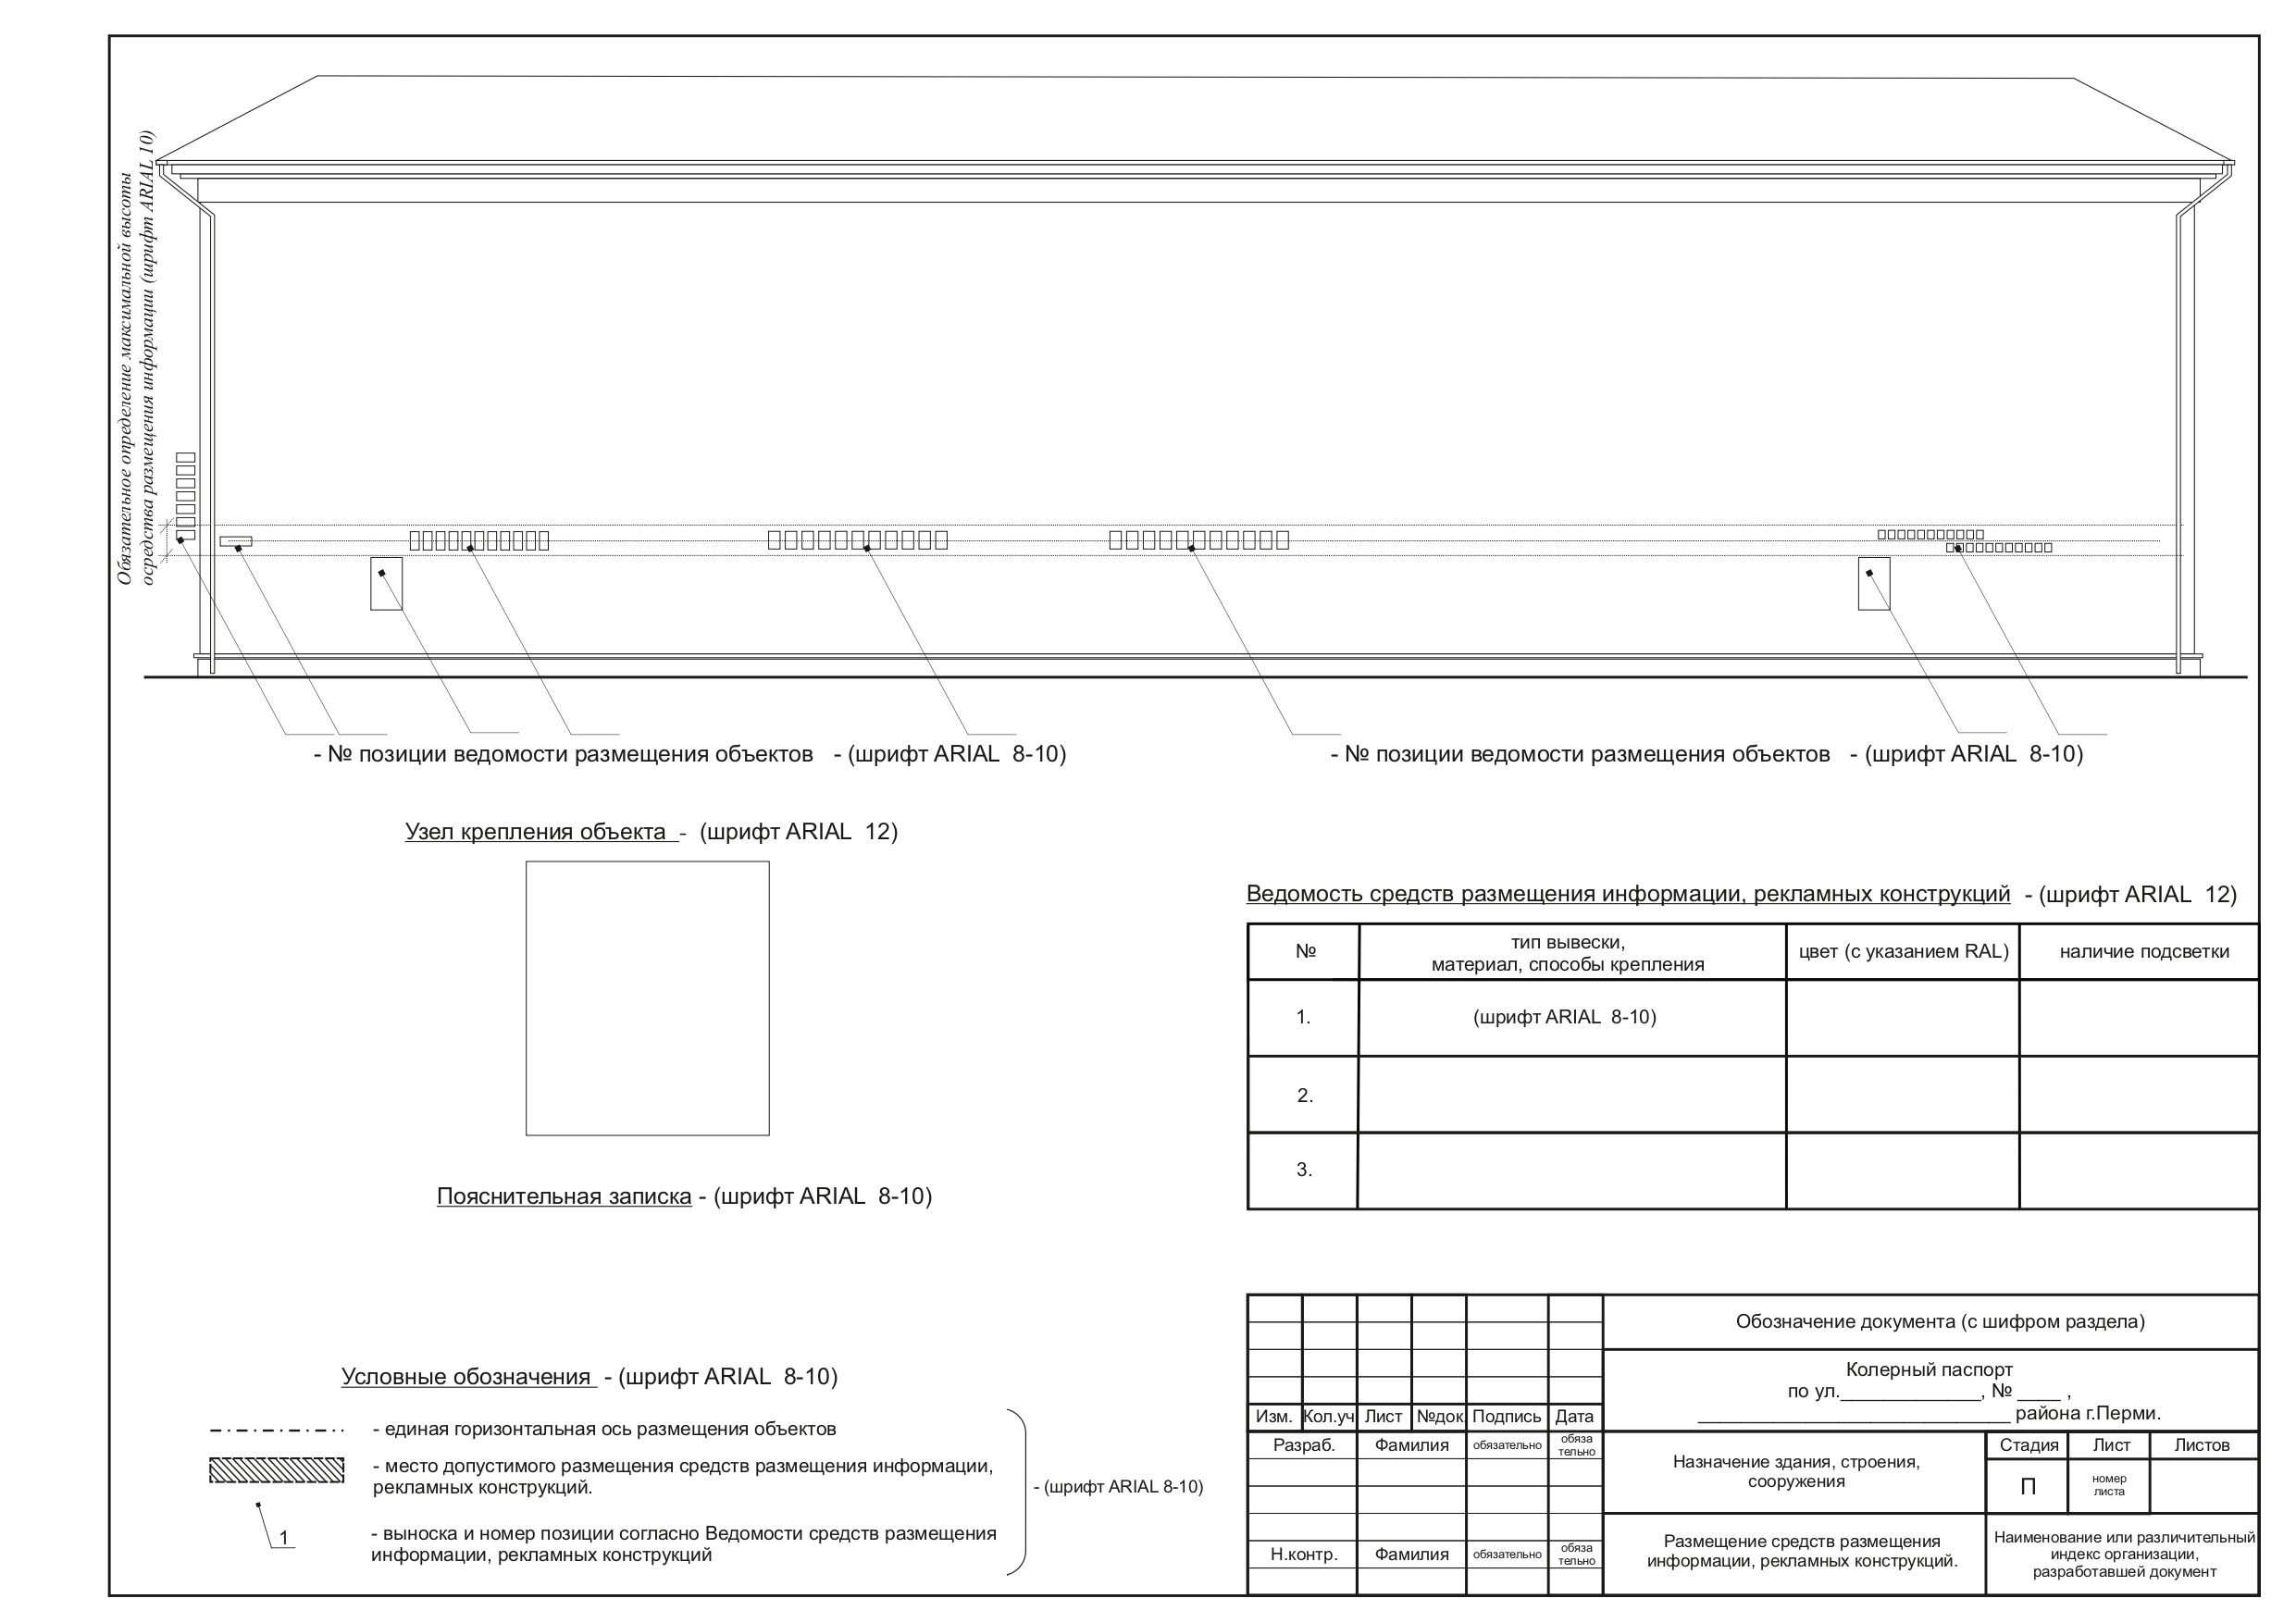 Обязательное определение максимальной высоты
осредства размещения информации (шрифт ARIAL 10)
- № позиции ведомости размещения объектов - (шрифт ARIAL 8-10)
- № позиции ведомости размещения объектов - (шрифт ARIAL 8-10)
Узел крепления объекта - (шрифт ARIAL 12)
Ведомость средств размещения информации, рекламных конструкций - (шрифт ARIAL 12)
№
тип вывески,
материал, способы крепления
цвет (с указанием RAL)
наличие подсветки
1.
(шрифт ARIAL 8-10)
2.
3.
Пояснительная записка - (шрифт ARIAL 8-10)
Условные обозначения - (шрифт ARIAL 8-10)
- единая горизонтальная ось размещения объектов
- место допустимого размещения средств размещения информации,
рекламных конструкций.
1
- выноска и номер позиции согласно Ведомости средств размещения
информации, рекламных конструкций
- (шрифт ARIAL 8-10)
Обозначение документа (с шифром раздела)
Колерный паспорт
по ул._____________, № ____ ,
_____________________________ района г.Перми.
Изм. Кол.уч Лист №док. Подпись Дата
Разраб. Фамилия обязательно обяза
тельно
Назначение здания, строения,
сооружения
Стадия Лист Листов
П
номер
листа
Н.контр. Фамилия обязательно обяза
тельно
Размещение средств размещения
информации, рекламных конструкций.
Наименование или различительный
индекс организации,
разработавшей документ